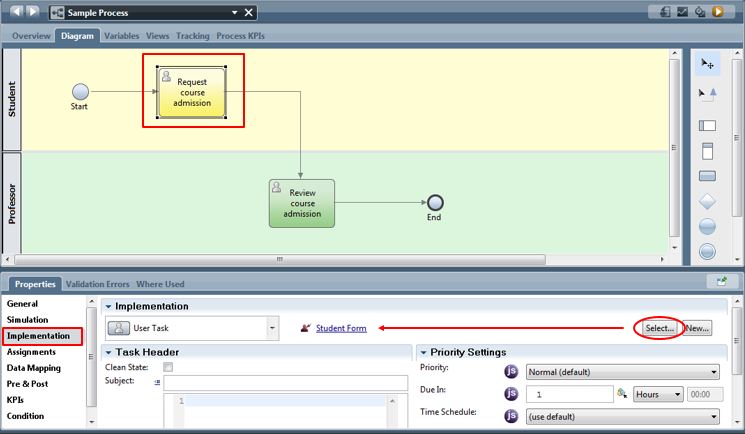 Sample Process
Overview Diagram Variables Views Tracking Process KPIs
Student
Start
Request
course
admission
Professor
Review
course
admission
End
Properties Validation Errors Where Used
General
Simulation
Implementation
Assignments
Data Mapping
Pre & Post
KPIs
Condition
Implementation
User Task
Student Form
Select...
New...
Task Header
Clean State:
Subject:
1
Priority Settings
Priority: js Normal (default)
Due In: js 1 Hours 00:00
Time Schedule: js (use default)